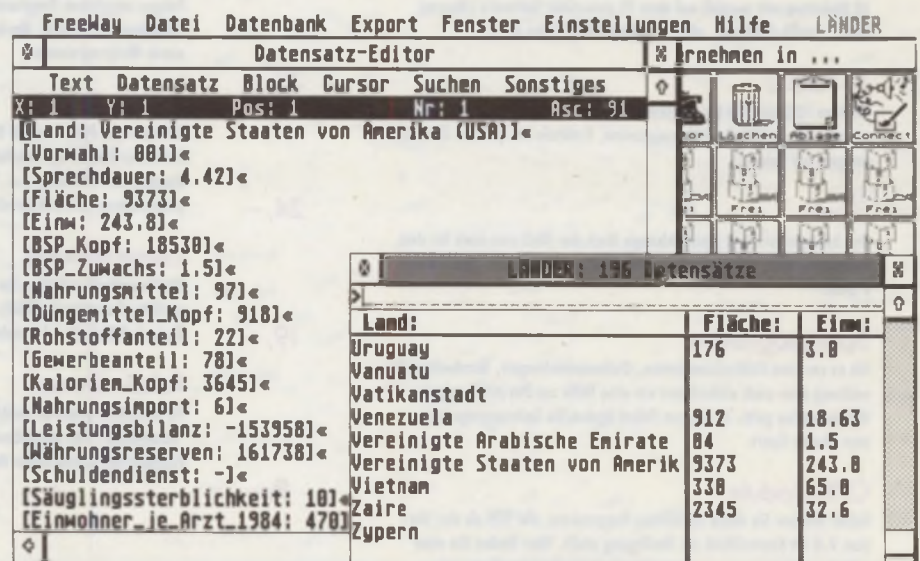 FreeWay Datei Datenbank Export Fenster Einstellungen Hilfe LÄNDER
Datensatz-Editor
ernehmen in ...
Text Datensatz Block Cursor Suchen Sonstiges
X: 1 Y: 1 Pos: 1 Nr: 1 Asc: 91
[Land: Vereinigte Staaten von Amerika (USA)]«
[Vorwahl: 001]«
[Sprechdauer: 4.42]«
[Fläche: 9373]«
[Einw: 243.8]«
[BSP_Kopf: 18530]«
[BSP_Zuwachs: 1.5]«
[Nahrungsmittel: 97]«
[Düngemittel_Kopf: 918]«
[Rohstoffanteil: 22]«
[Gewerbeanteil: 78]«
[Kalorien_Kopf: 3645]«
[Nahrungsimport: 6]«
[Leistungsbilanz: -153958]«
[Währungsreserven: 161738]«
[Schuldendienst: -]«
[Säuglingssterblichkeit: 10]«
[Einwohner_je_Arzt_1984: 470]
tor Löschen Ablage Connect
ei Frei Frei Frei
LÄNDER: 196 Datensätze
>
Land: Fläche: Einw:
Uruguay 176 3.0
Vanuatu
Vatikanstadt
Venezuela 912 18.63
Vereinigte Arabische Emirate 84 1.5
Vereinigte Staaten von Amerik 9373 243.8
Vietnam 330 65.0
Zaire 2345 32.6
Zypern